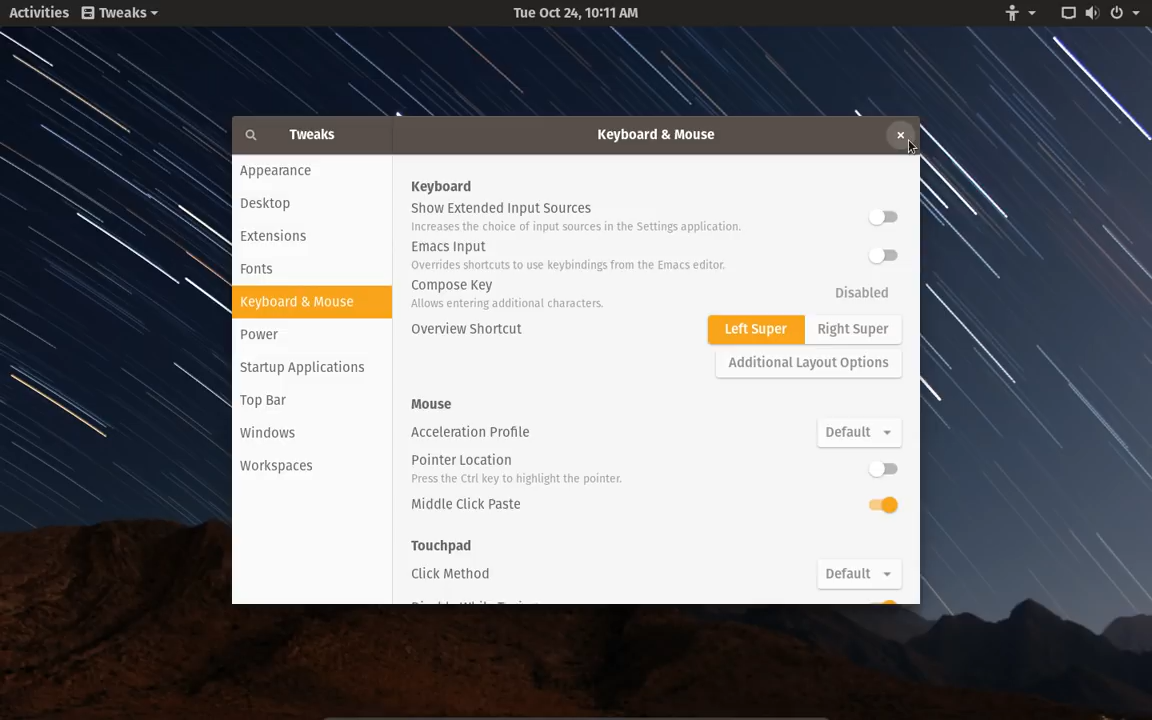 Activities Tweaks Tue Oct 24, 10:11 AM
Tweaks Keyboard & Mouse
Appearance
Desktop
Extensions
Fonts
Keyboard & Mouse
Power
Startup Applications
Top Bar
Windows
Workspaces
Keyboard
Show Extended Input Sources
Increases the choice of input sources in the Settings application.
Emacs Input
Overrides shortcuts to use keybindings from the Emacs editor.
Compose Key Disabled
Allows entering additional characters.
Overview Shortcut Left Super Right Super
Additional Layout Options
Mouse
Acceleration Profile Default
Pointer Location
Press the Ctrl key to highlight the pointer.
Middle Click Paste
Touchpad
Click Method Default